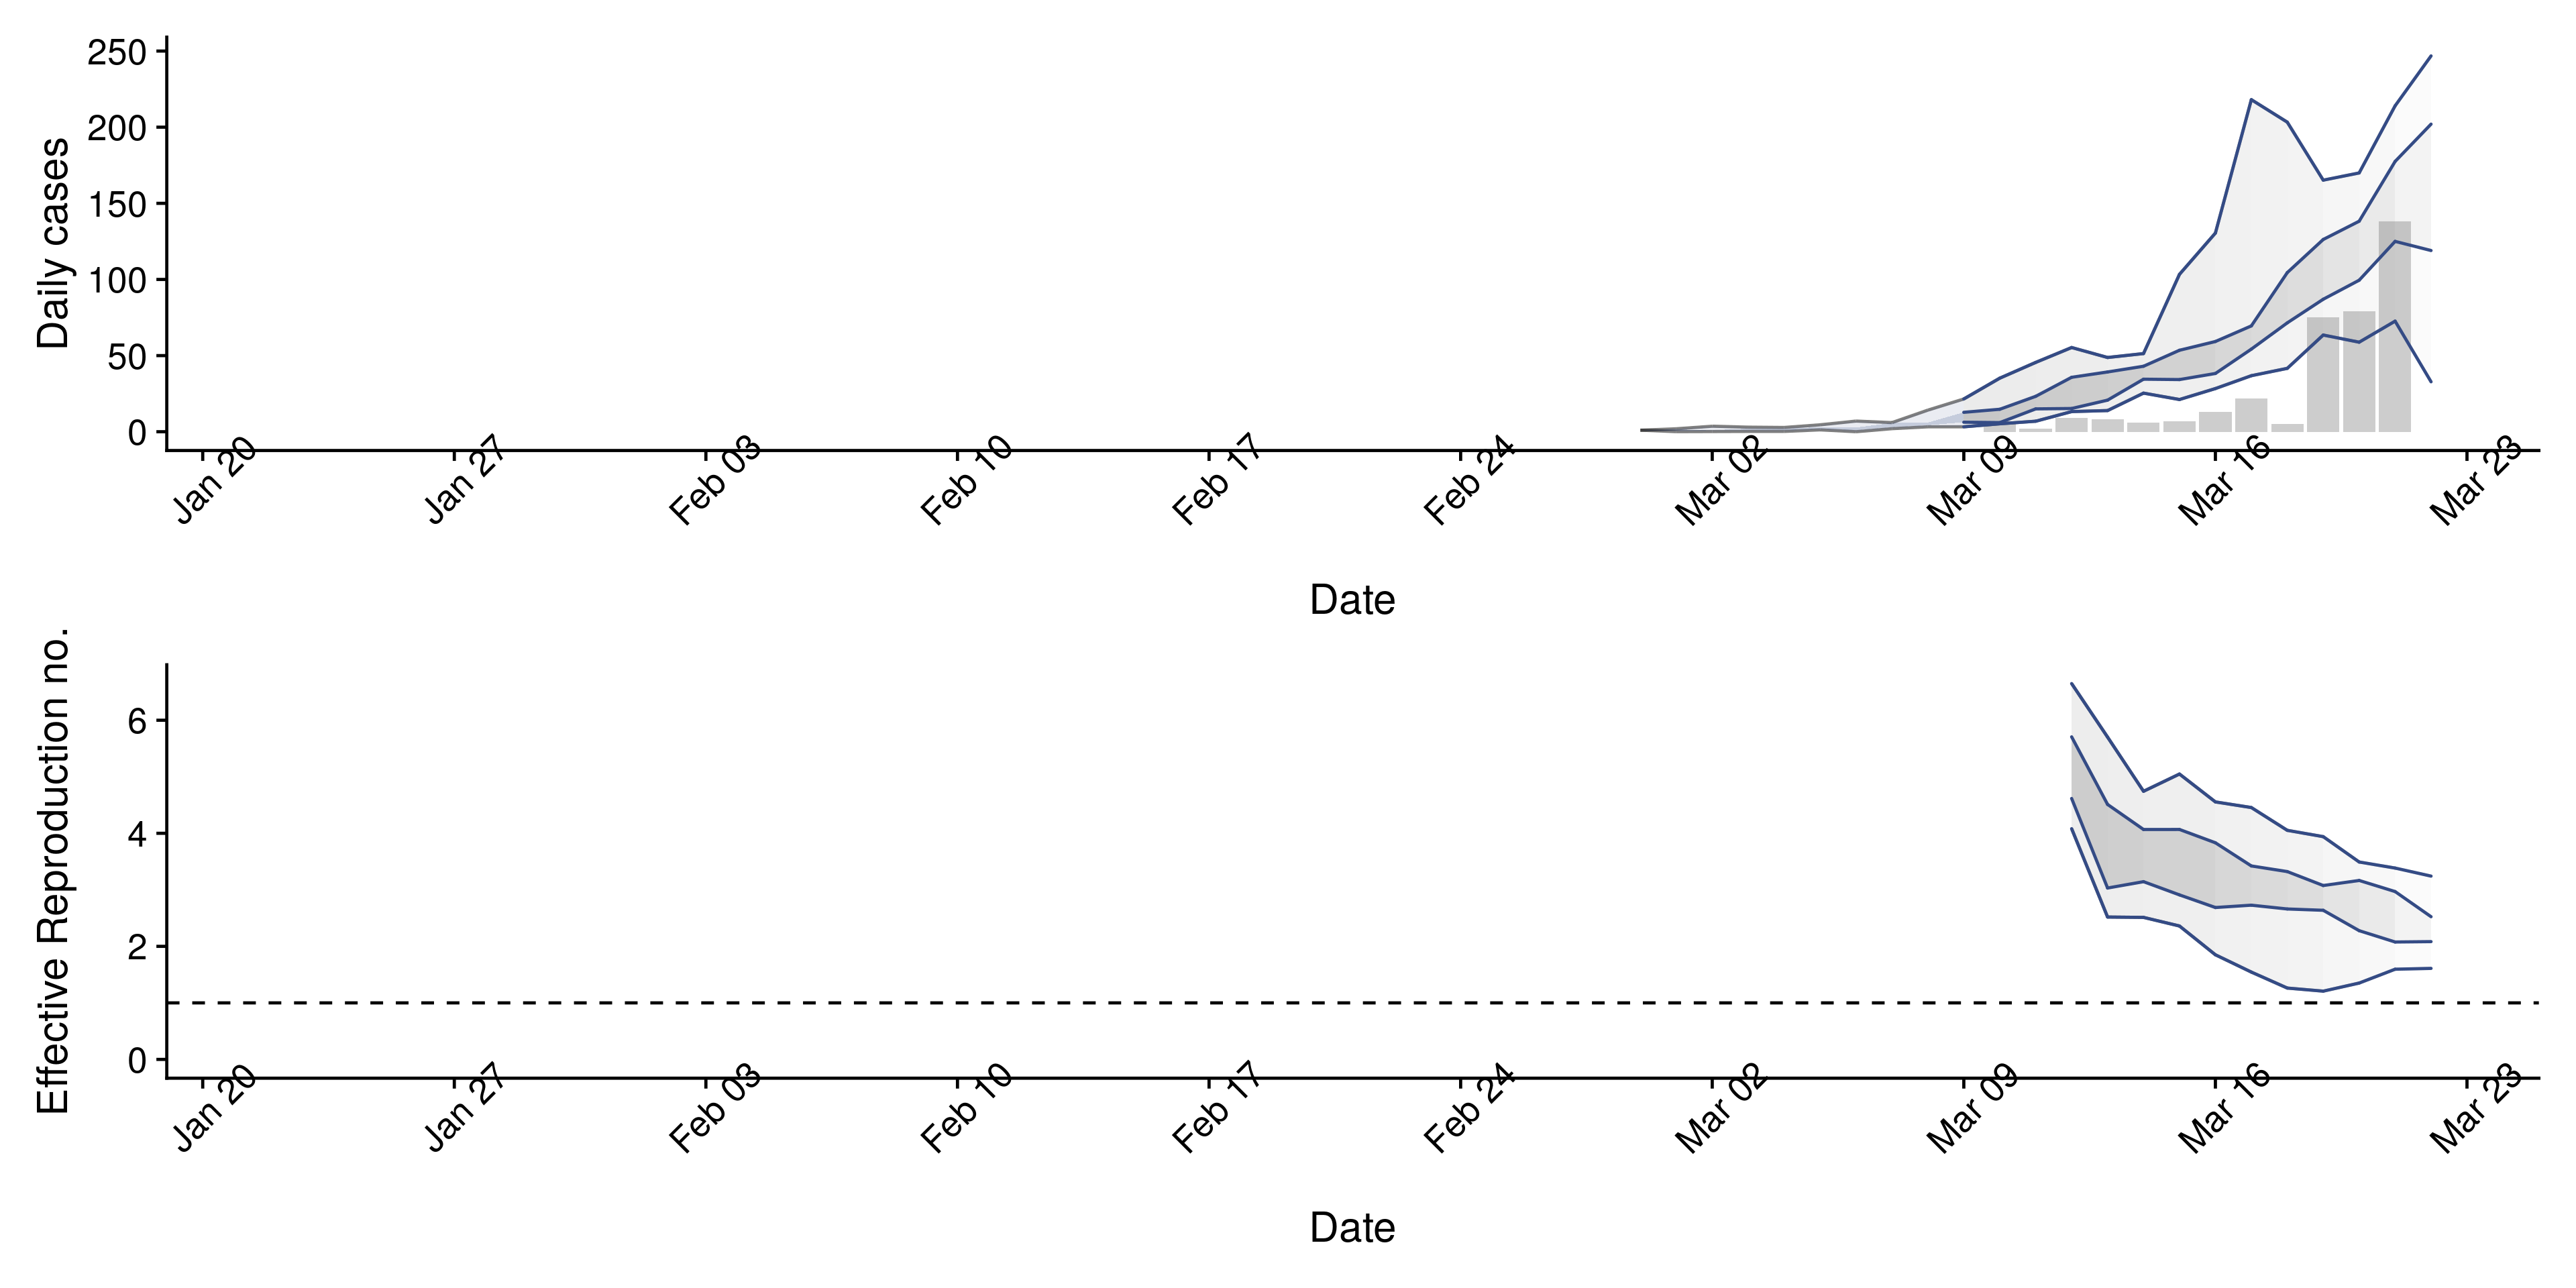 Daily cases
250
200
150
100
50
0
Jan 20
Jan 27
Feb 03
Feb 10
Feb 17
Feb 24
Mar 02
Mar 09
Mar 16
Mar 23
Date
Effective Reproduction no.
6
4
2
0
Jan 20
Jan 27
Feb 03
Feb 10
Feb 17
Feb 24
Mar 02
Mar 09
Mar 16
Mar 23
Date